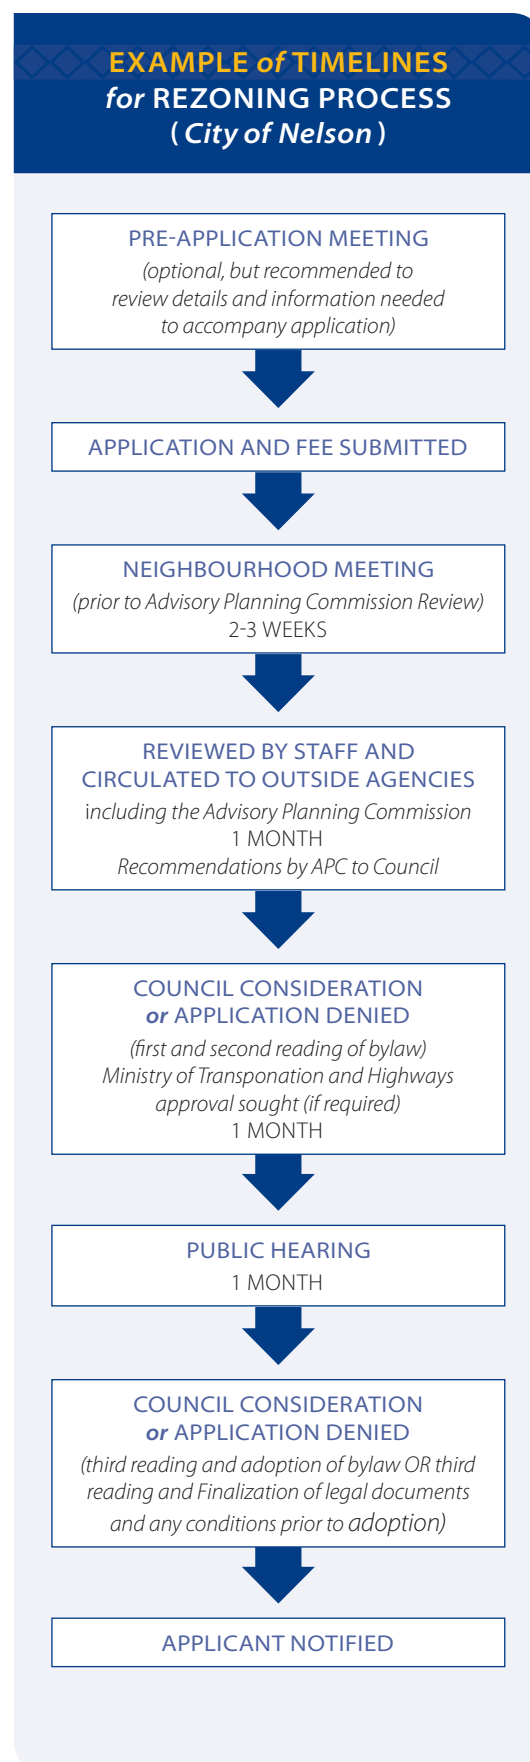 EXAMPLE of TIMELINES
for REZONING PROCESS
( City of Nelson )
PRE-APPLICATION MEETING
(optional, but recommended to
review details and information needed
to accompany application)
APPLICATION AND FEE SUBMITTED
NEIGHBOURHOOD MEETING
(prior to Advisory Planning Commission Review)
2-3 WEEKS
REVIEWED BY STAFF AND
CIRCULATED TO OUTSIDE AGENCIES
including the Advisory Planning Commission
1 MONTH
Recommendations by APC to Council
COUNCIL CONSIDERATION
or APPLICATION DENIED
(first and second reading of bylaw)
Ministry of Transponation and Highways
approval sought (if required)
1 MONTH
PUBLIC HEARING
1 MONTH
COUNCIL CONSIDERATION
or APPLICATION DENIED
(third reading and adoption of bylaw OR third
reading and Finalization of legal documents
and any conditions prior to adoption)
APPLICANT NOTIFIED